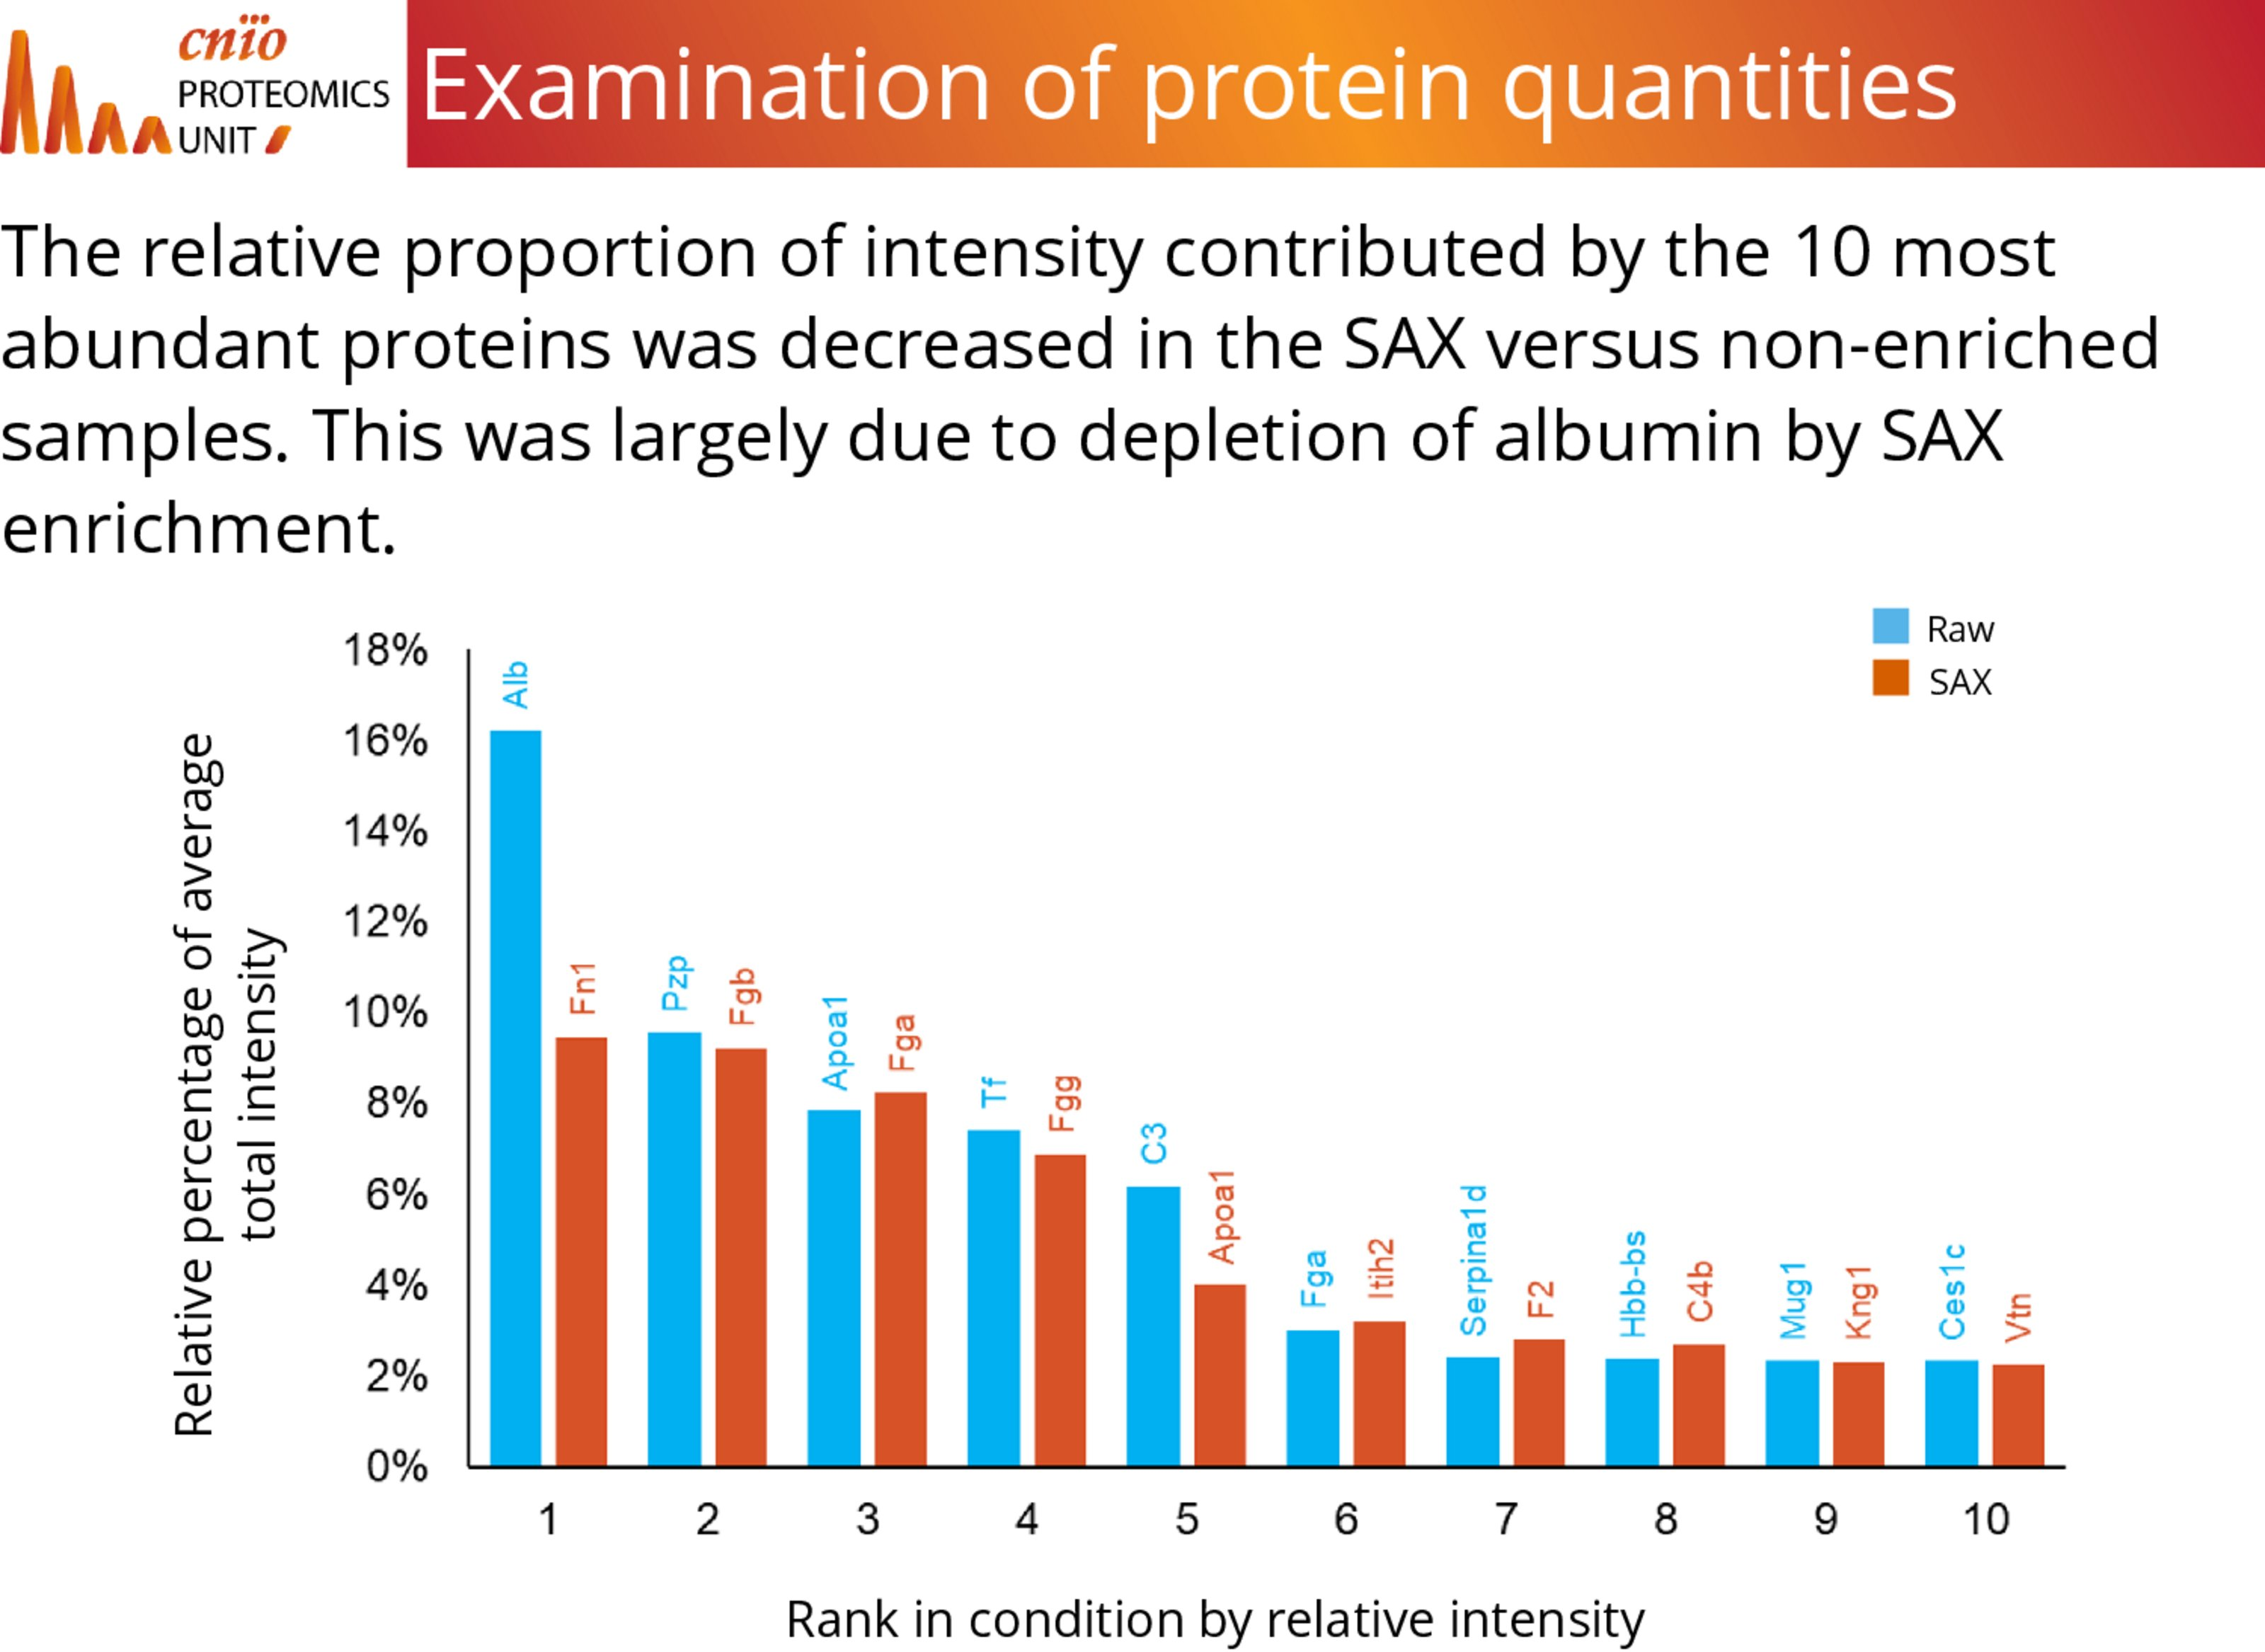 cnio
PROTEOMICS
UNIT
Examination of protein quantities
The relative proportion of intensity contributed by the 10 most
abundant proteins was decreased in the SAX versus non-enriched
samples. This was largely due to depletion of albumin by SAX
enrichment.
Raw
SAX
Relative percentage of average
total intensity
18%
16%
14%
12%
10%
8%
6%
4%
2%
0%
Alb
Fn1
Pzp
Fgb
Apoa1
Fga
Tf
Fgg
C3
Apoa1
Fga
Itih2
Serpina1d
F2
Hbb-bs
C4b
Mug1
Kng1
Ces1c
Vtn
1 2 3 4 5 6 7 8 9 10
Rank in condition by relative intensity